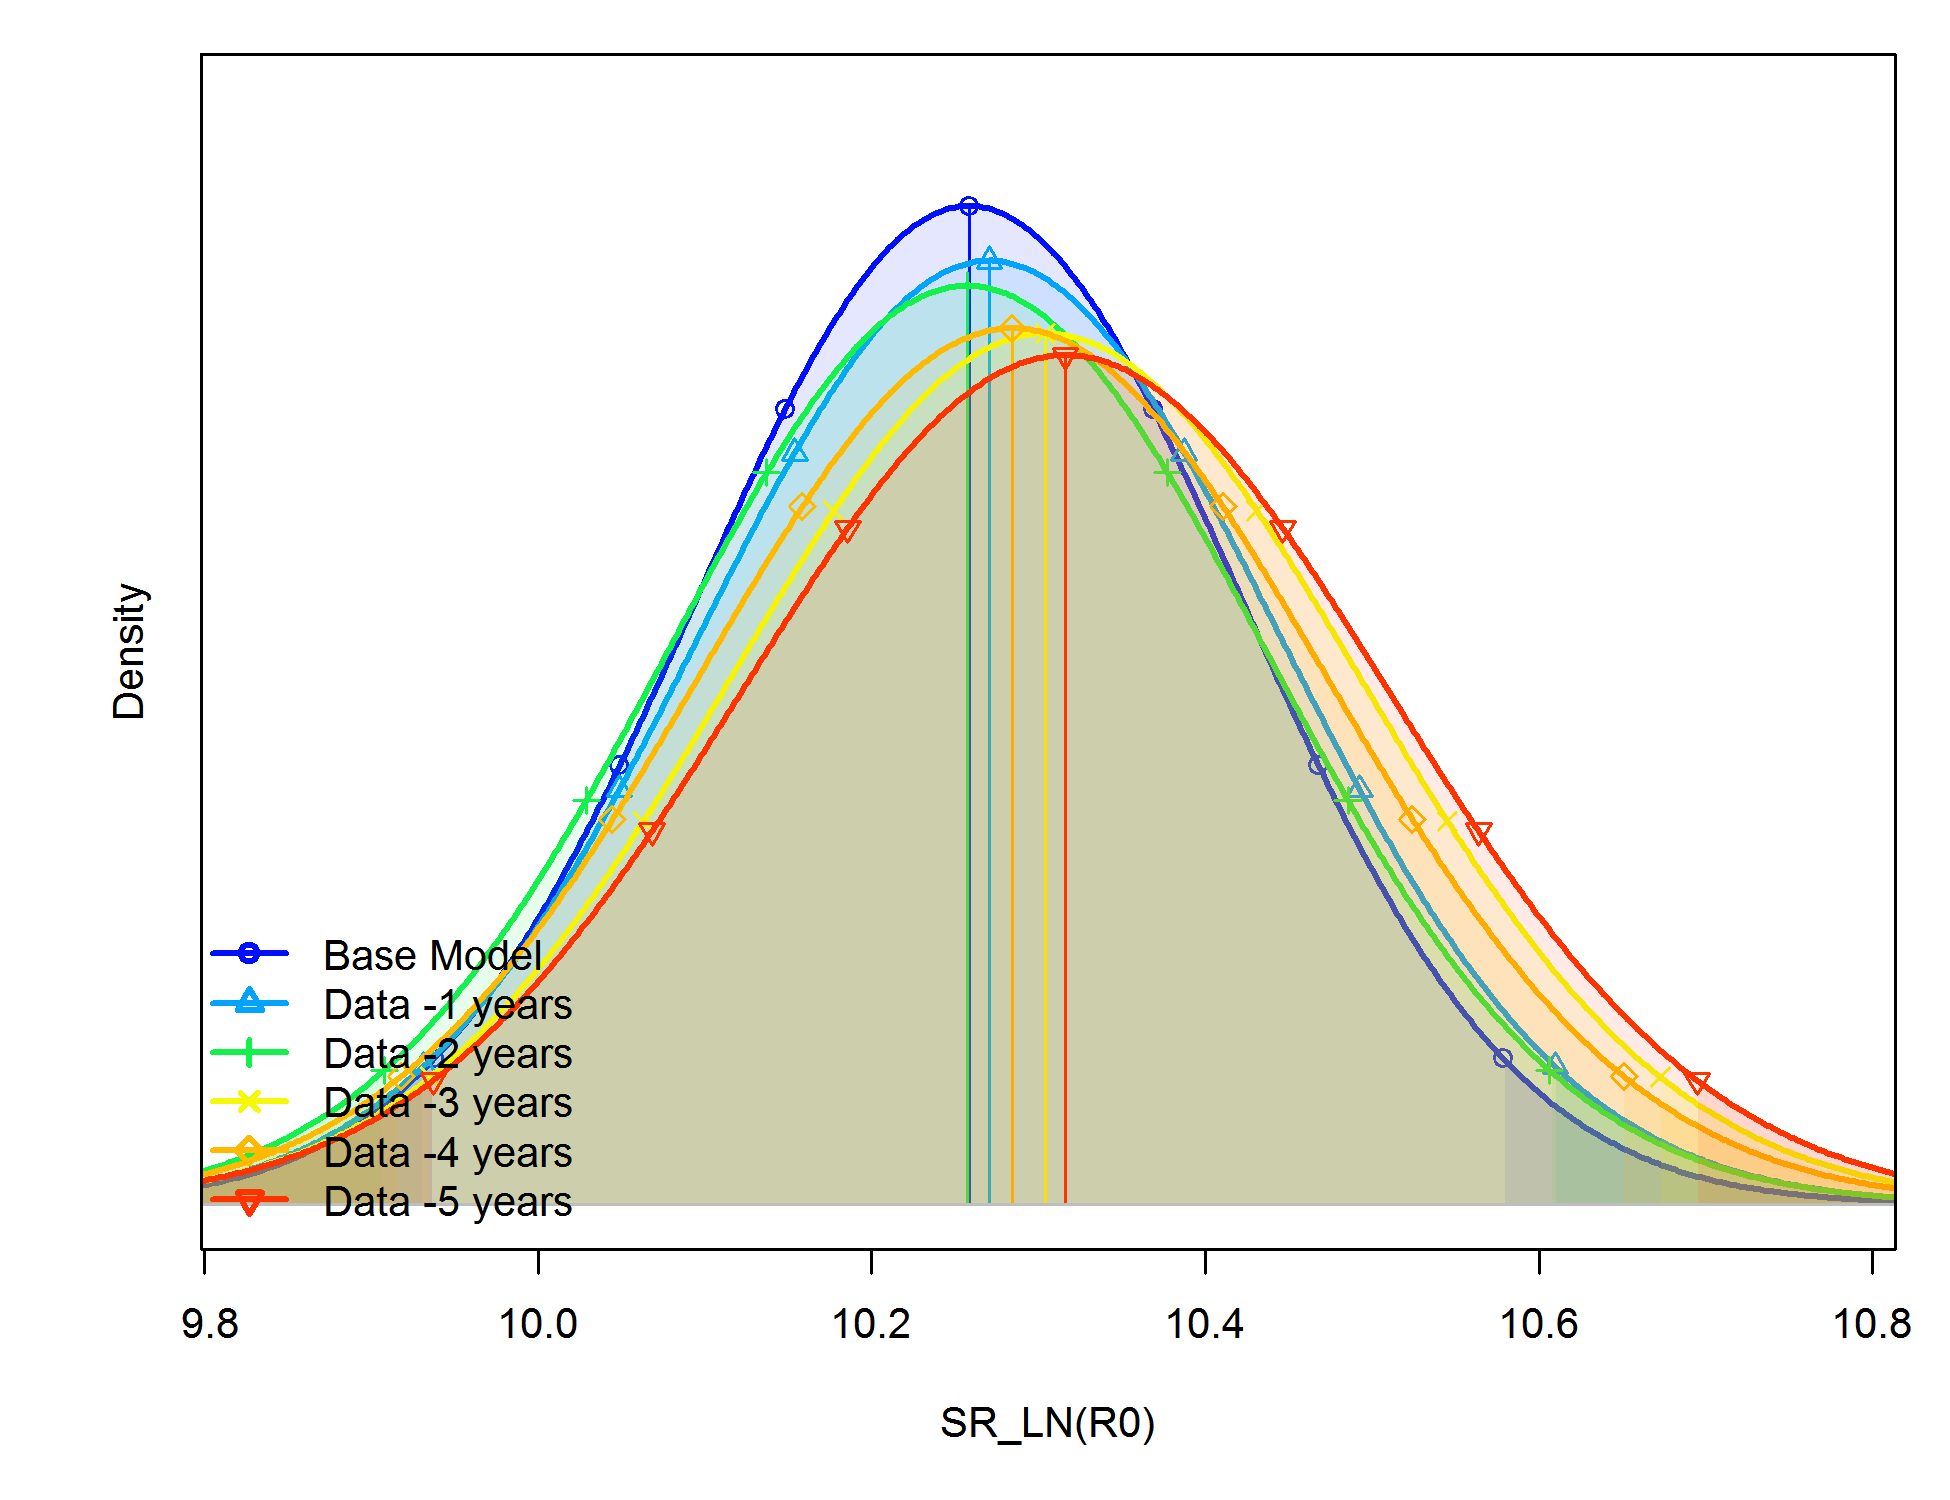 Density
Base Model
Data -1 years
Data -2 years
Data -3 years
Data -4 years
Data -5 years
9.8 10.0 10.2 10.4 10.6 10.8
SR_LN(R0)